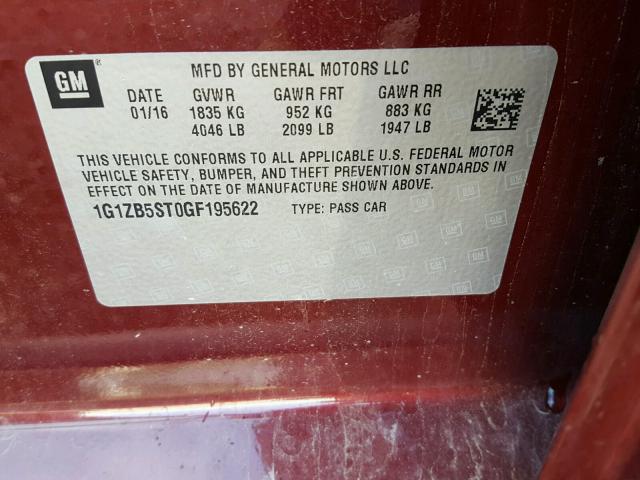 GM
MFD BY GENERAL MOTORS LLC
DATE GVWR GAWR FRT GAWR RR
01/16 1835 KG 952 KG 883 KG
4046 LB 2099 LB 1947 LB
THIS VEHICLE CONFORMS TO ALL APPLICABLE U.S. FEDERAL MOTOR
VEHICLE SAFETY, BUMPER, AND THEFT PREVENTION STANDARDS IN
EFFECT ON THE DATE OF MANUFACTURE SHOWN ABOVE.
1G1ZB5ST0GF195622 TYPE: PASS CAR